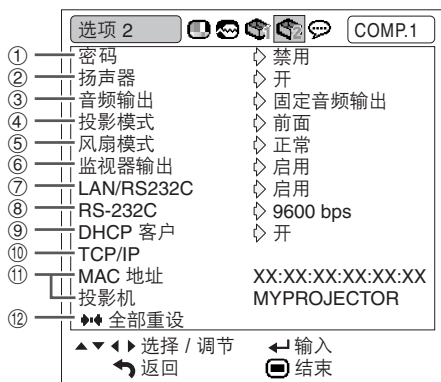 选项 2 COMP.1
① 密码 禁用
② 扬声器 开
③ 音频输出 固定音频输出
④ 投影模式 前面
⑤ 风扇模式 正常
⑥ 监视器输出 启用
⑦ LAN/RS232C 启用
⑧ RS-232C 9600 bps
⑨ DHCP 客户 开
⑩ TCP/IP
⑪ MAC 地址 XX:XX:XX:XX:XX:XX
投影机 MYPROJECTOR
⑫ 全部重设
选择 / 调节 输入
返回 结束